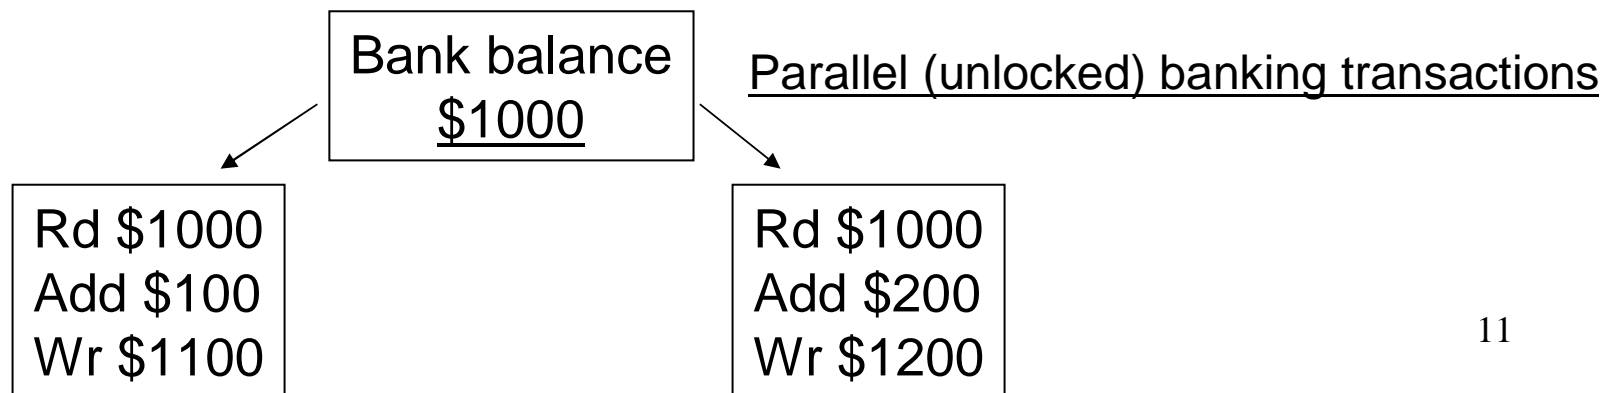 Bank balance
$1000
Parallel (unlocked) banking transactions
Rd $1000
Add $100
Wr $1100
Rd $1000
Add $200
Wr $1200
11